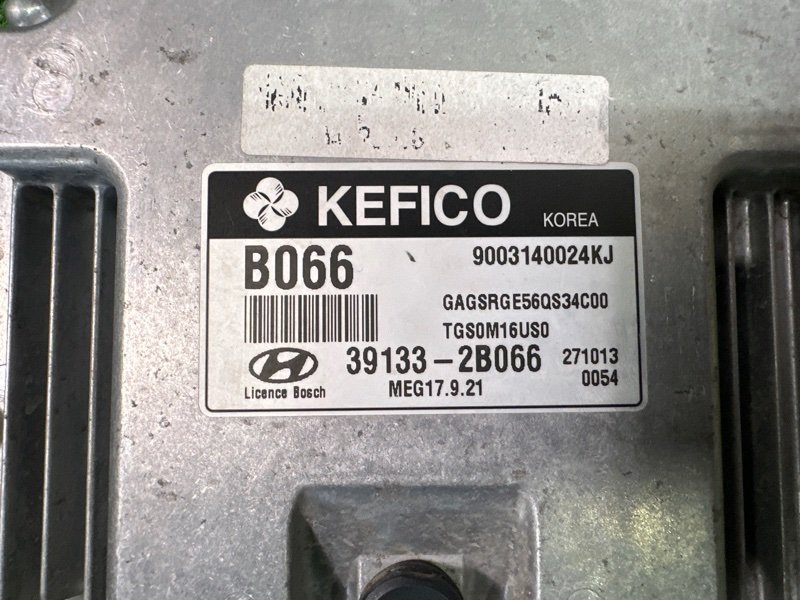 KEFICO KOREA
B066 9003140024KJ
GAGSRGE56QS34C00
TGS0M16US0
39133-2B066 271013
Licence Bosch MEG17.9.21 0054